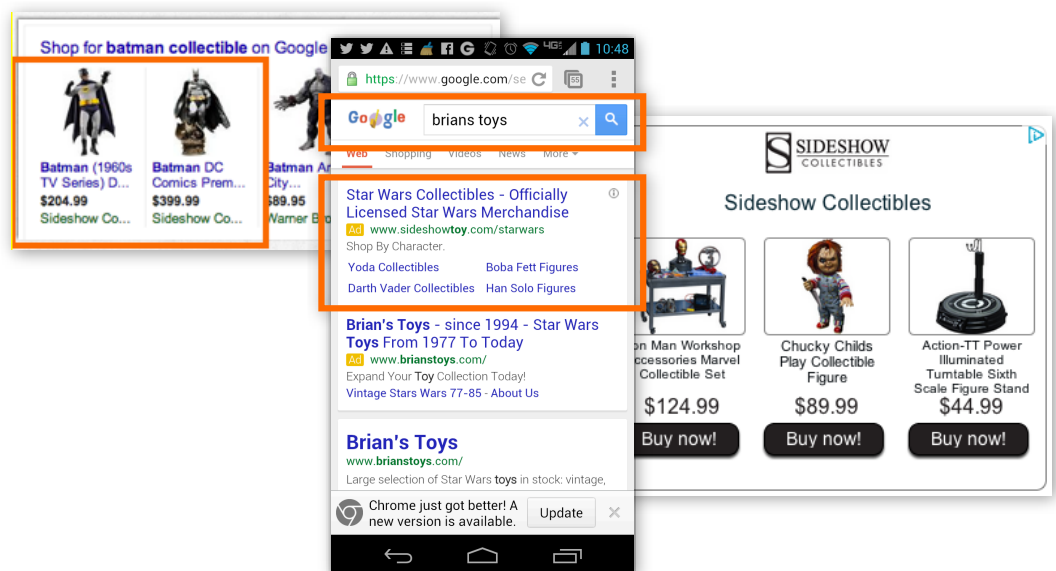 Shop for batman collectible on Google
Batman (1960s
TV Series) D...
$204.99
Sideshow Co...
Batman DC
Comics Prem...
$399.99
Sideshow Co...
Batman Ar
City...
$89.95
Warner Bro
4G
10:48
https://www.google.com/se
55
Google
brians toys
Web Shopping Videos News More
Star Wars Collectibles - Officially
Licensed Star Wars Merchandise
Ad www.sideshowtoy.com/starwars
Shop By Character.
Yoda Collectibles Boba Fett Figures
Darth Vader Collectibles Han Solo Figures
Brian's Toys - since 1994 - Star Wars
Toys From 1977 To Today
Ad www.brianstoys.com/
Expand Your Toy Collection Today!
Vintage Stars Wars 77-85 - About Us
Brian's Toys
www.brianstoys.com/
Large selection of Star Wars toys in stock: vintage,
Chrome just got better! A
new version is available.
Update
S SIDESHOW
COLLECTIBLES
Sideshow Collectibles
on Man Workshop
ccessories Marvel
Collectible Set
$124.99
Buy now!
Chucky Childs
Play Collectible
Figure
$89.99
Buy now!
Action-TT Power
Illuminated
Turntable Sixth
Scale Figure Stand
$44.99
Buy now!